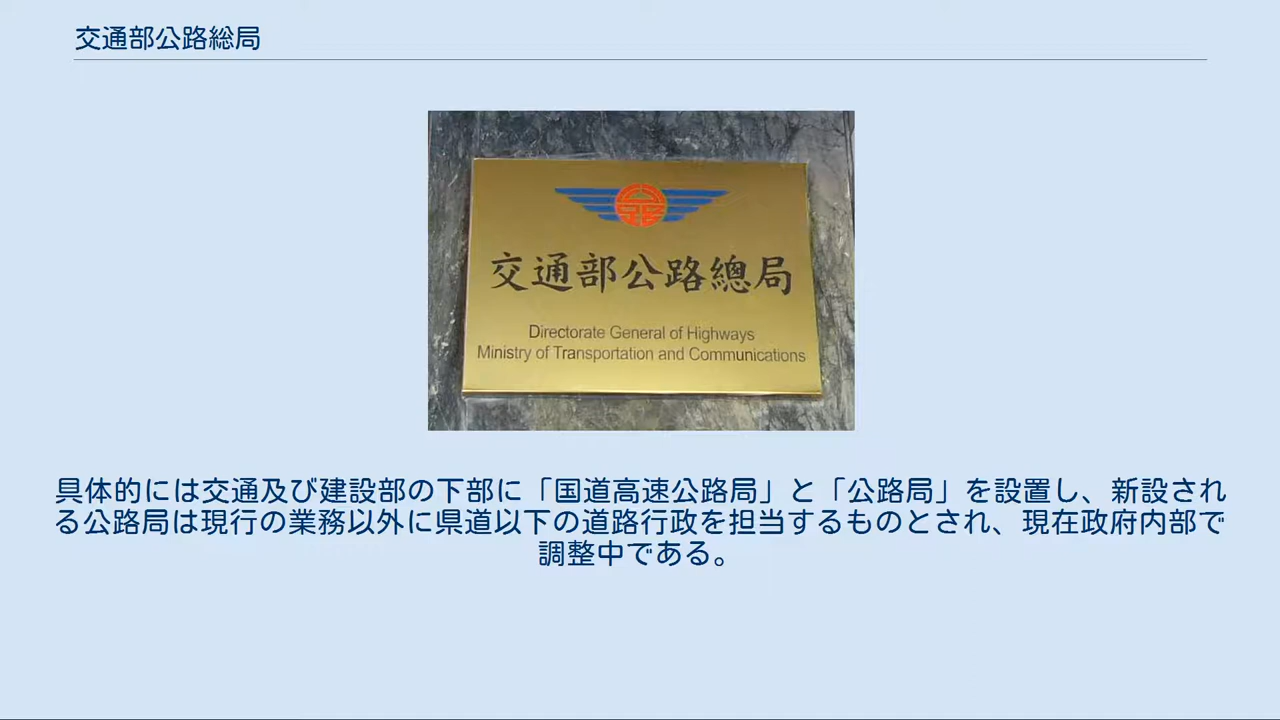 交通部公路総局
公路
交通部公路總局
Directorate General of Highways
Ministry of Transportation and Communications
具体的には交通及び建設部の下部に「国道高速公路局」と「公路局」を設置し、新設され
る公路局は現行の業務以外に県道以下の道路行政を担当するものとされ、現在政府内部で
調整中である。